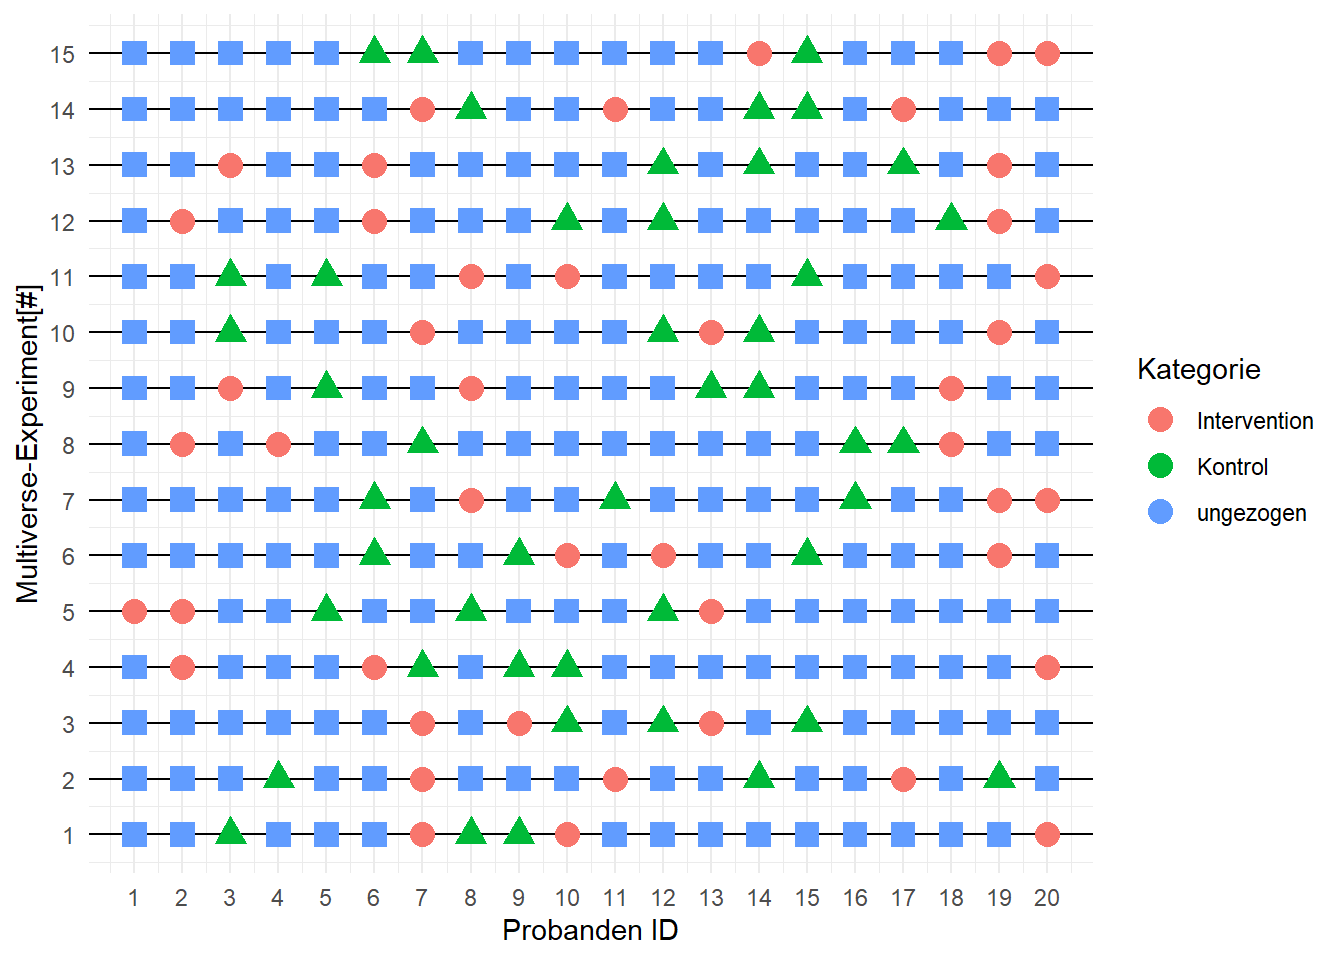 Multiverse-Experiment[#]
15
14
13
12
11
10
9
8
7
6
5
4
3
2
1
1 2 3 4 5 6 7 8 9 10 11 12 13 14 15 16 17 18 19 20
Probanden ID
Kategorie
Intervention
Kontrol
ungezogen